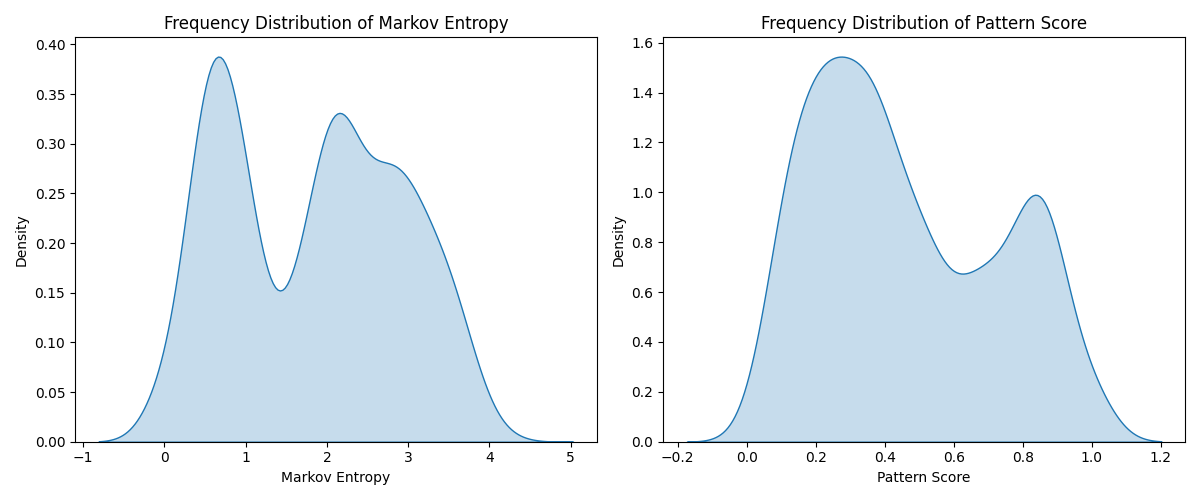 Frequency Distribution of Markov Entropy
0.40
0.35
0.30
0.25
0.20
0.15
0.10
0.05
0.00
Density
−1 0 1 2 3 4 5
Markov Entropy
Frequency Distribution of Pattern Score
1.6
1.4
1.2
1.0
0.8
0.6
0.4
0.2
0.0
Density
−0.2 0.0 0.2 0.4 0.6 0.8 1.0 1.2
Pattern Score